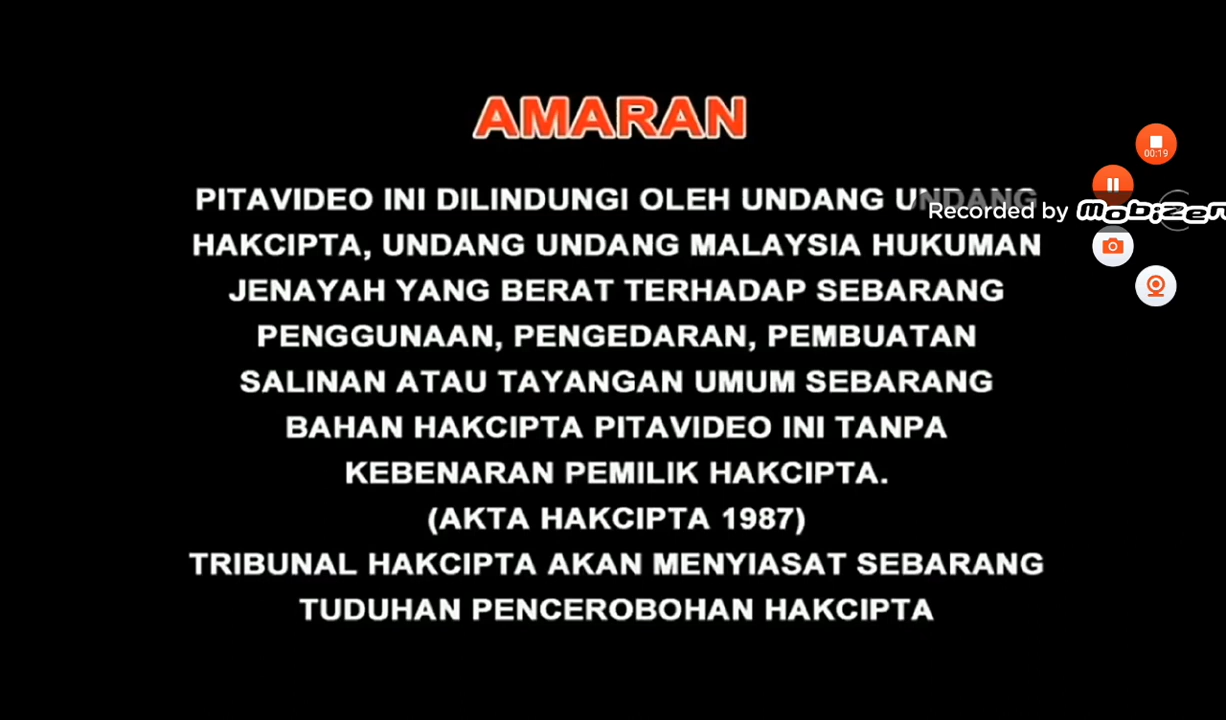 AMARAN
PITAVIDEO INI DILINDUNGI OLEH UNDANG UNDANG
HAKCIPTA, UNDANG UNDANG MALAYSIA HUKUMAN
JENAYAH YANG BERAT TERHADAP SEBARANG
PENGGUNAAN, PENGEDARAN, PEMBUATAN
SALINAN ATAU TAYANGAN UMUM SEBARANG
BAHAN HAKCIPTA PITAVIDEO INI TANPA
KEBENARAN PEMILIK HAKCIPTA.
(AKTA HAKCIPTA 1987)
TRIBUNAL HAKCIPTA AKAN MENYIASAT SEBARANG
TUDUHAN PENCEROBOHAN HAKCIPTA
00:19
Recorded by Mobizen